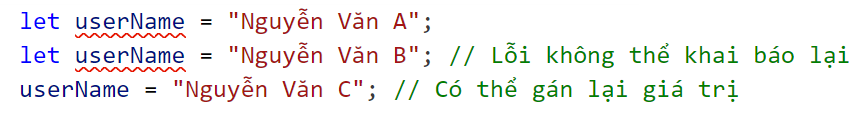 let userName = "Nguyễn Văn A";
let userName = "Nguyễn Văn B"; // Lỗi không thể khai báo lại
userName = "Nguyễn Văn C"; // Có thể gán lại giá trị